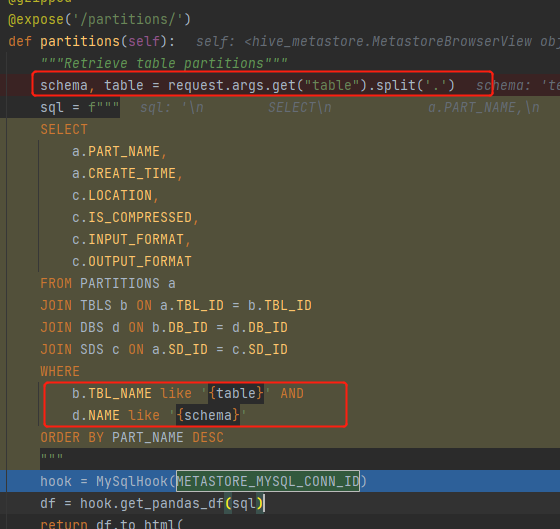 @gzipped
@expose('/partitions/')
def partitions(self):   self: <hive_metastore.MetastoreBrowserView obj
"""Retrieve table partitions"""
schema, table = request.args.get("table").split('.')   schema: 'te
sql = f"""   sql: '\n        SELECT\n            a.PART_NAME,\n
SELECT
a.PART_NAME,
a.CREATE_TIME,
c.LOCATION,
c.IS_COMPRESSED,
c.INPUT_FORMAT,
c.OUTPUT_FORMAT
FROM PARTITIONS a
JOIN TBLS b ON a.TBL_ID = b.TBL_ID
JOIN DBS d ON b.DB_ID = d.DB_ID
JOIN SDS c ON a.SD_ID = c.SD_ID
WHERE
b.TBL_NAME like '{table}' AND
d.NAME like '{schema}'
ORDER BY PART_NAME DESC
"""
hook = MySqlHook(METASTORE_MYSQL_CONN_ID)
df = hook.get_pandas_df(sql)
return df.to_html(